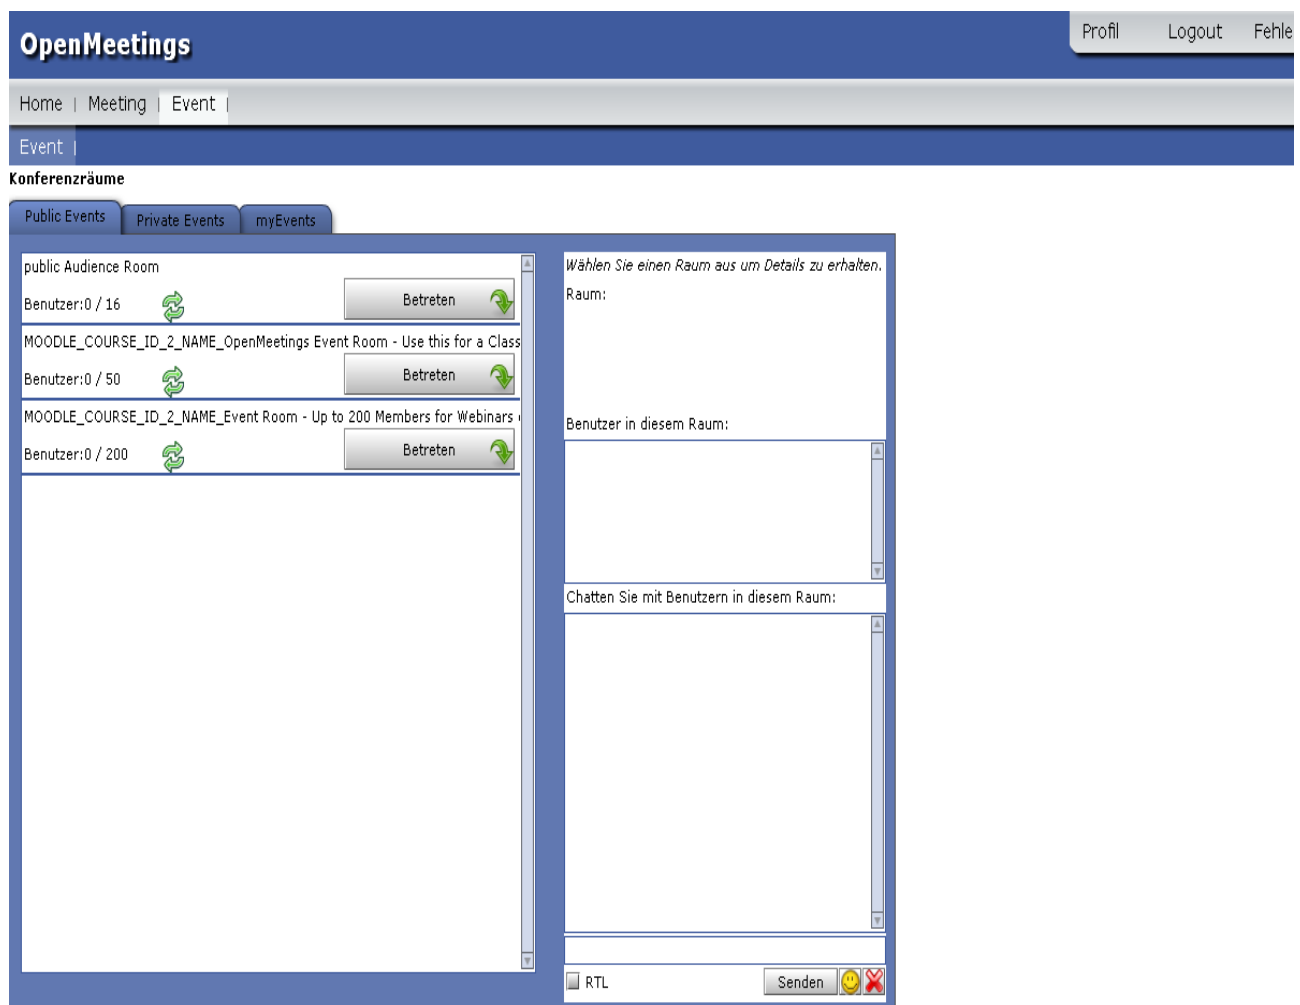 OpenMeetings
Profil Logout Fehle
Home | Meeting | Event |
Event |
Konferenzräume
Public Events Private Events myEvents
public Audience Room
Benutzer:0 / 16 Betreten
MOODLE_COURSE_ID_2_NAME_OpenMeetings Event Room - Use this for a Class
Benutzer:0 / 50 Betreten
MOODLE_COURSE_ID_2_NAME_Event Room - Up to 200 Members for Webinars
Benutzer:0 / 200 Betreten
Wählen Sie einen Raum aus um Details zu erhalten.
Raum:
Benutzer in diesem Raum:
Chatten Sie mit Benutzern in diesem Raum:
RTL Senden